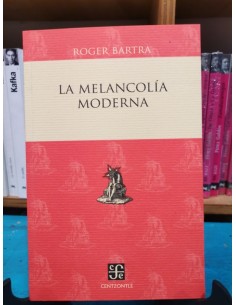 ROGER BARTRA
LA MELANCOLÍA
MODERNA
Kafka
CENTZONTLE